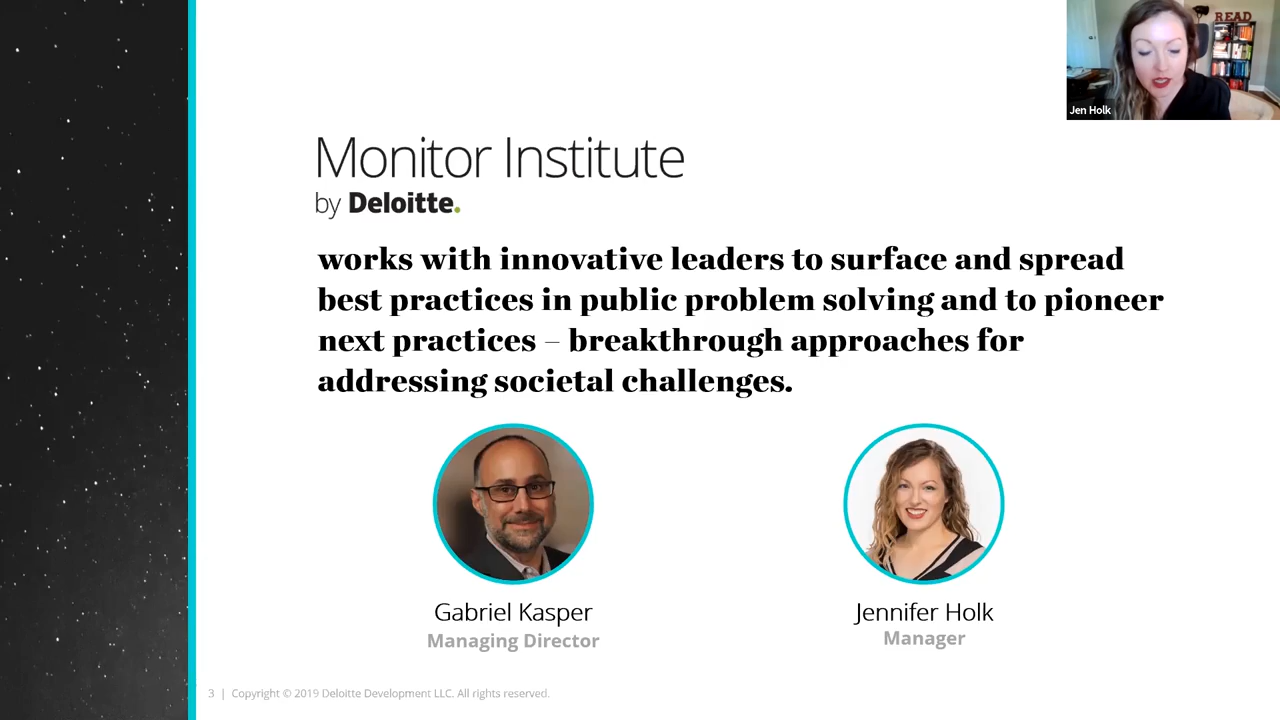 READ
Jen Holk
Monitor Institute
by Deloitte.
works with innovative leaders to surface and spread
best practices in public problem solving and to pioneer
next practices – breakthrough approaches for
addressing societal challenges.
Gabriel Kasper
Managing Director
Jennifer Holk
Manager
3 | Copyright © 2019 Deloitte Development LLC. All rights reserved.